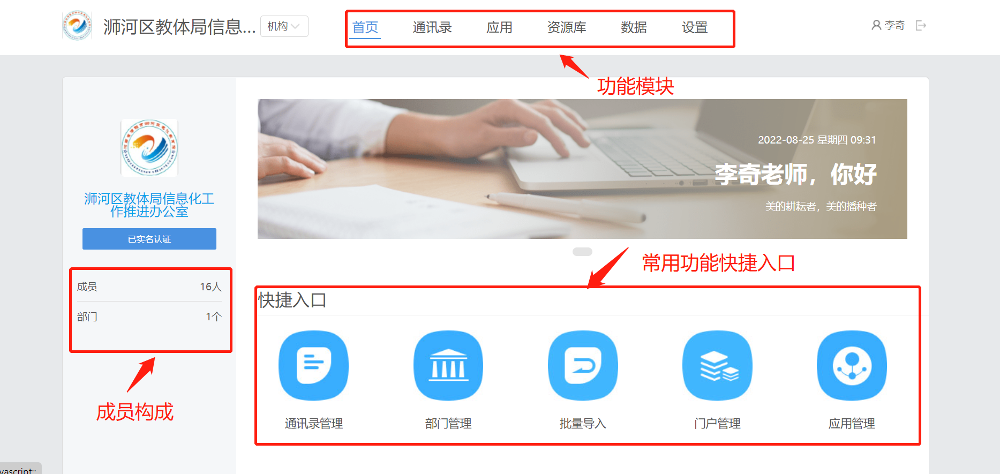 浉河区教体局信息...
机构
首页
通讯录
应用
资源库
数据
设置
李奇
功能模块
2022-08-25 星期四 09:31
李奇老师，你好
美的耕耘者，美的播种者
浉河区教体局信息化工
作推进办公室
已实名认证
成员 16人
部门 1个
成员构成
常用功能快捷入口
快捷入口
通讯录管理
部门管理
批量导入
门户管理
应用管理
vascript:;